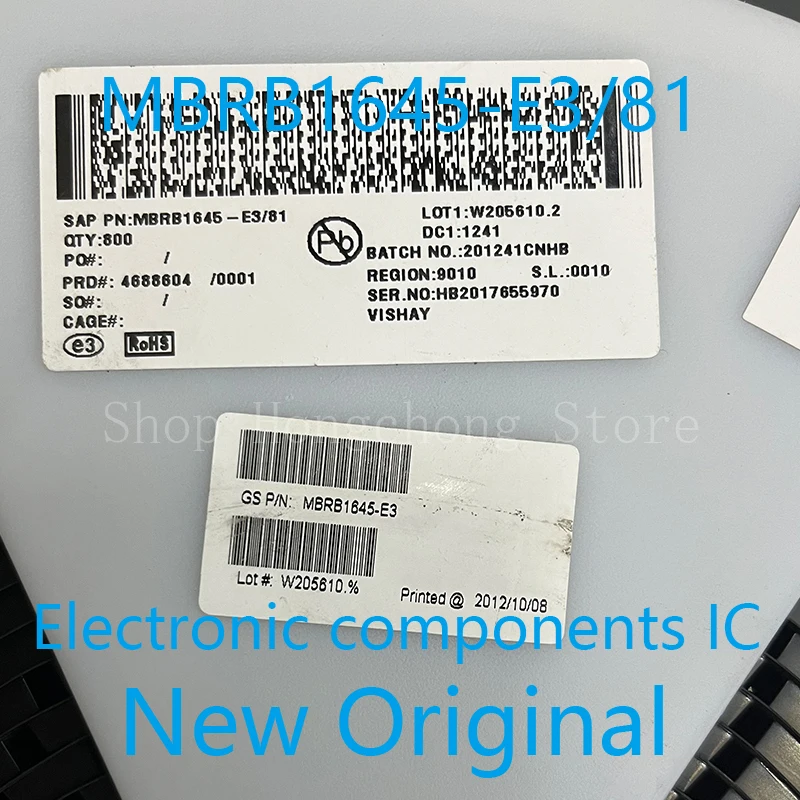 MBRB1645-E3/81
SAP PN:MBRB1645-E3/81
QTY:800
PO#: /
PRD#: 4688604 /0001
SO#: /
CAGE#:
e3 RoHS
Pb
LOT1:W205610.2
DC1:1241
BATCH NO.:201241CNHB
REGION:9010 S.L.:0010
SER.NO:HB2017655970
VISHAY
Shop Hongchong Store
GS P/N: MBRB1645-E3
Lot #: W205610.%
Printed @ 2012/10/08
Electronic components IC
New Original